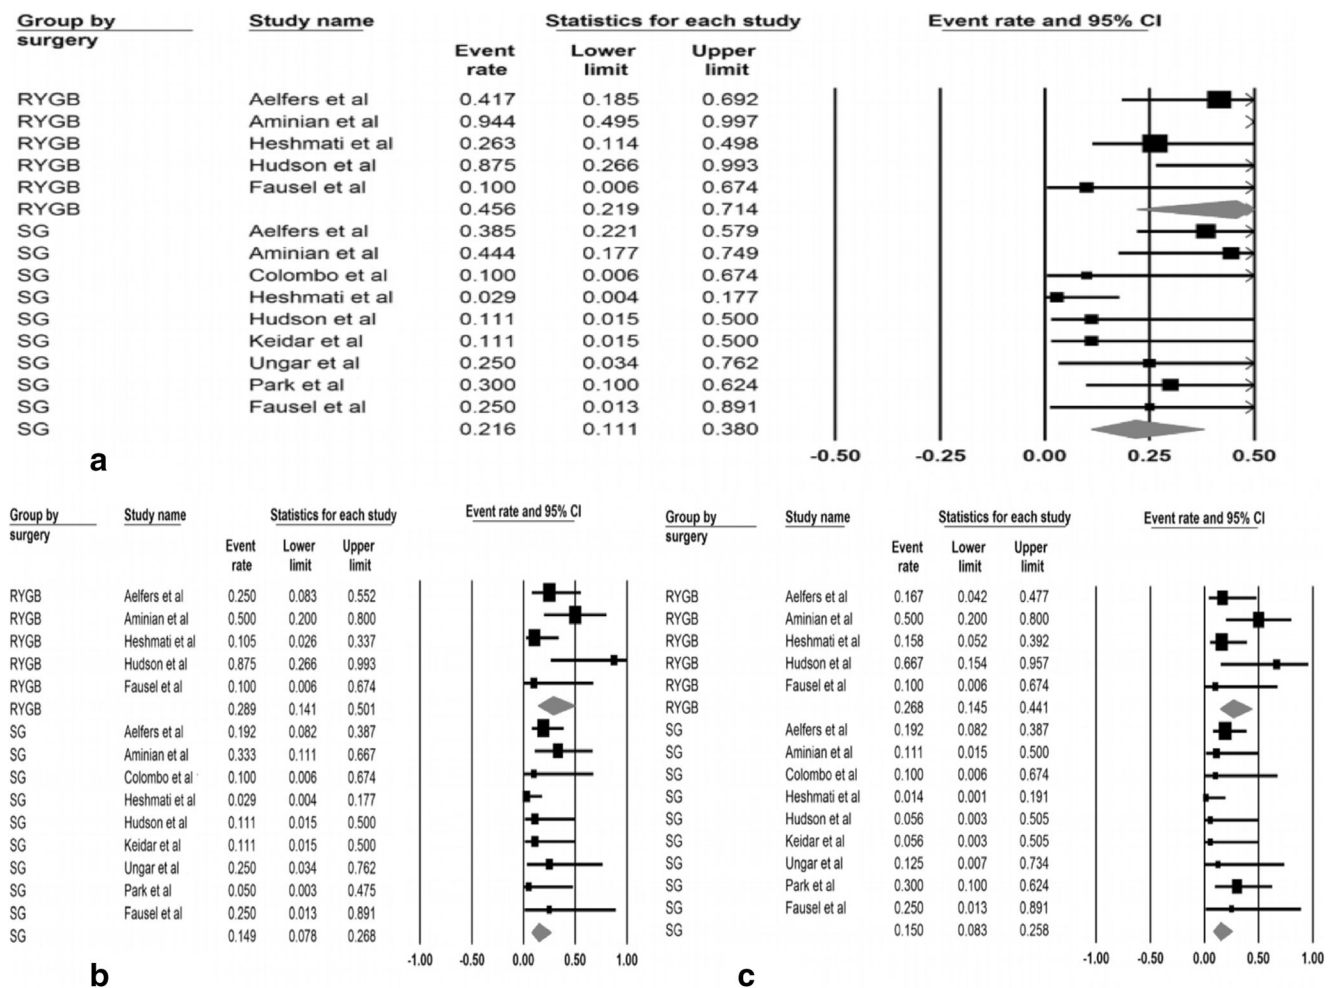 Group by surgery Study name Statistics for each study Event rate and 95% CI
Event rate Lower limit Upper limit
RYGB Aelfers et al 0.417 0.185 0.692
RYGB Aminian et al 0.944 0.495 0.997
RYGB Heshmati et al 0.263 0.114 0.498
RYGB Hudson et al 0.875 0.266 0.993
RYGB Fausel et al 0.100 0.006 0.674
RYGB 0.456 0.219 0.714
SG Aelfers et al 0.385 0.221 0.579
SG Aminian et al 0.444 0.177 0.749
SG Colombo et al 0.100 0.006 0.674
SG Heshmati et al 0.029 0.004 0.177
SG Hudson et al 0.111 0.015 0.500
SG Keidar et al 0.111 0.015 0.500
SG Ungar et al 0.250 0.034 0.762
SG Park et al 0.300 0.100 0.624
SG Fausel et al 0.250 0.013 0.891
SG 0.216 0.111 0.380
-0.50 -0.25 0.00 0.25 0.50
a
Group by surgery Study name Statistics for each study Event rate and 95% CI
Event rate Lower limit Upper limit
RYGB Aelfers et al 0.250 0.083 0.552
RYGB Aminian et al 0.500 0.200 0.800
RYGB Heshmati et al 0.105 0.026 0.337
RYGB Hudson et al 0.875 0.266 0.993
RYGB Fausel et al 0.100 0.006 0.674
RYGB 0.289 0.141 0.501
SG Aelfers et al 0.192 0.082 0.387
SG Aminian et al 0.333 0.111 0.667
SG Colombo et al 0.100 0.006 0.674
SG Heshmati et al 0.029 0.004 0.177
SG Hudson et al 0.111 0.015 0.500
SG Keidar et al 0.111 0.015 0.500
SG Ungar et al 0.250 0.034 0.762
SG Park et al 0.050 0.003 0.475
SG Fausel et al 0.250 0.013 0.891
SG 0.149 0.078 0.268
-1.00 -0.50 0.00 0.50 1.00
b
Group by surgery Study name Statistics for each study Event rate and 95% CI
Event rate Lower limit Upper limit
RYGB Aelfers et al 0.167 0.042 0.477
RYGB Aminian et al 0.500 0.200 0.800
RYGB Heshmati et al 0.158 0.052 0.392
RYGB Hudson et al 0.667 0.154 0.957
RYGB Fausel et al 0.100 0.006 0.674
RYGB 0.268 0.145 0.441
SG Aelfers et al 0.192 0.082 0.387
SG Aminian et al 0.111 0.015 0.500
SG Colombo et al 0.100 0.006 0.674
SG Heshmati et al 0.014 0.001 0.191
SG Hudson et al 0.056 0.003 0.505
SG Keidar et al 0.056 0.003 0.505
SG Ungar et al 0.125 0.007 0.734
SG Park et al 0.300 0.100 0.624
SG Fausel et al 0.250 0.013 0.891
SG 0.150 0.083 0.258
-1.00 -0.50 0.00 0.50 1.00
c